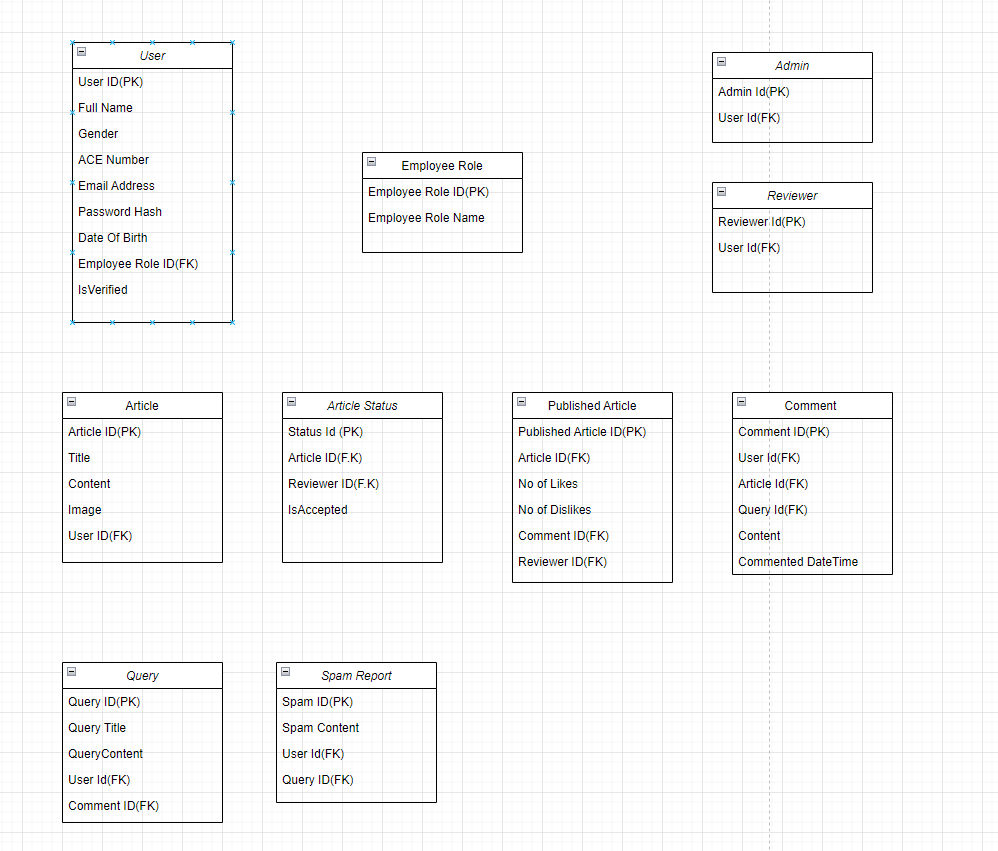 User
User ID(PK)
Full Name
Gender
ACE Number
Email Address
Password Hash
Date Of Birth
Employee Role ID(FK)
IsVerified
Employee Role
Employee Role ID(PK)
Employee Role Name
Admin
Admin Id(PK)
User Id(FK)
Reviewer
Reviewer Id(PK)
User Id(FK)
Article
Article ID(PK)
Title
Content
Image
User ID(FK)
Article Status
Status Id (PK)
Article ID(F.K)
Reviewer ID(F.K)
IsAccepted
Published Article
Published Article ID(PK)
Article ID(FK)
No of Likes
No of Dislikes
Comment ID(FK)
Reviewer ID(FK)
Comment
Comment ID(PK)
User Id(FK)
Article Id(FK)
Query Id(FK)
Content
Commented DateTime
Query
Query ID(PK)
Query Title
QueryContent
User Id(FK)
Comment ID(FK)
Spam Report
Spam ID(PK)
Spam Content
User Id(FK)
Query ID(FK)